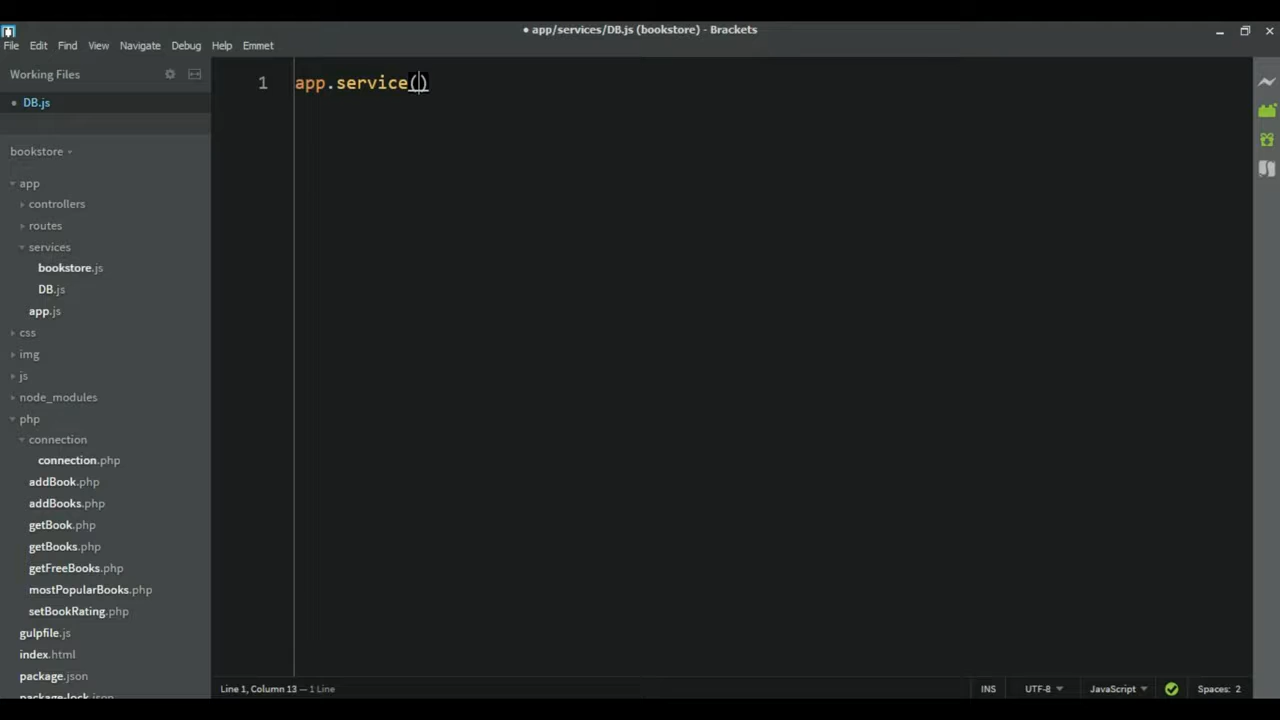 app/services/DB.js (bookstore) - Brackets
File Edit Find View Navigate Debug Help Emmet
Working Files
DB.js
bookstore
app
controllers
routes
services
bookstore.js
DB.js
app.js
css
img
js
node_modules
php
connection
connection.php
addBook.php
addBooks.php
getBook.php
getBooks.php
getFreeBooks.php
mostPopularBooks.php
setBookRating.php
gulpfile.js
index.html
package.json
package-lock.json
1 app.service()
Line 1, Column 13 — 1 Line
INS UTF-8 JavaScript Spaces: 2